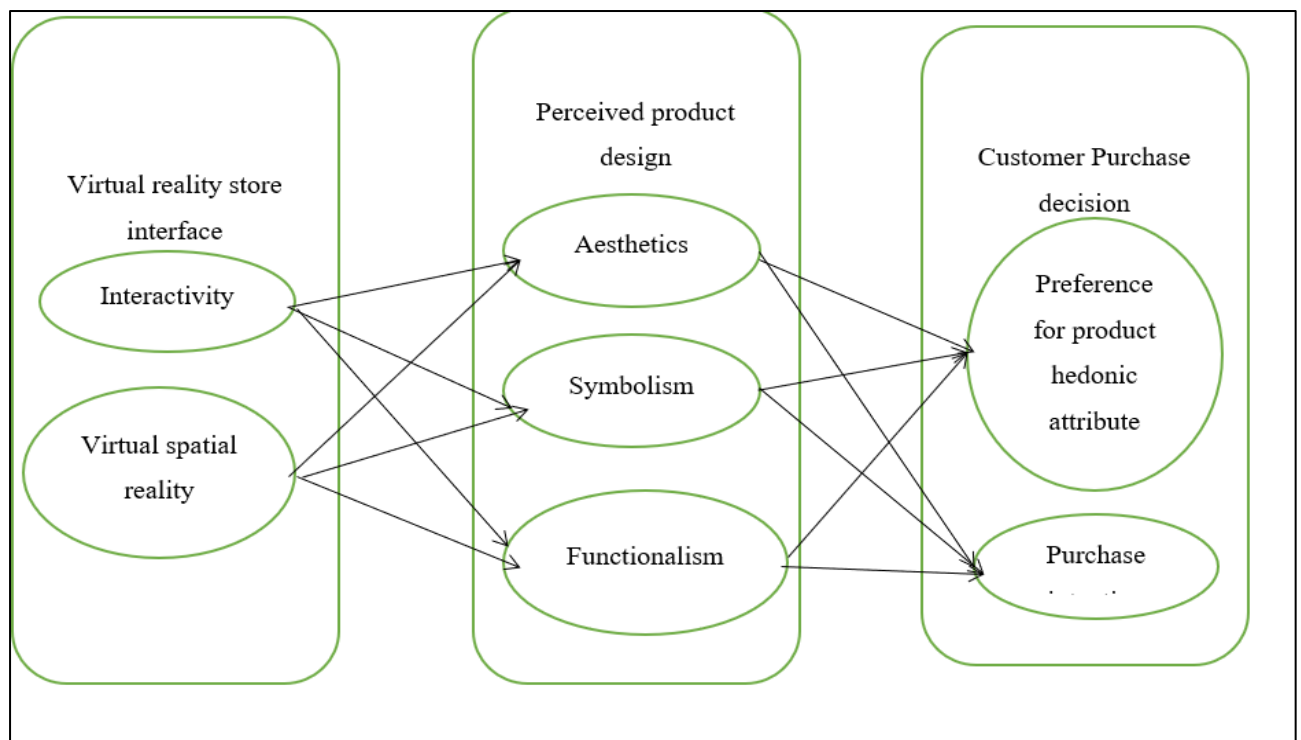 Virtual reality store
interface
Interactivity
Virtual spatial
reality
Perceived product
design
Aesthetics
Symbolism
Functionalism
Customer Purchase
decision
Preference
for product
hedonic
attribute
Purchase